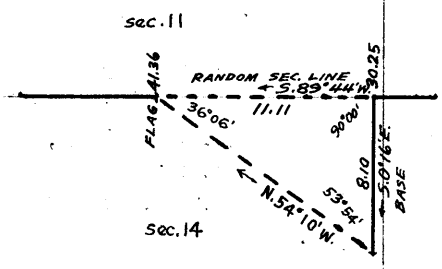 sec.11
FLAG 41.36
RANDOM SEC. LINE
S.89°44'W.
11.11
30.25
36°06'
90°00'
8.10
S.0°16'E.
BASE
53°54'
N.54°10'W.
sec.14